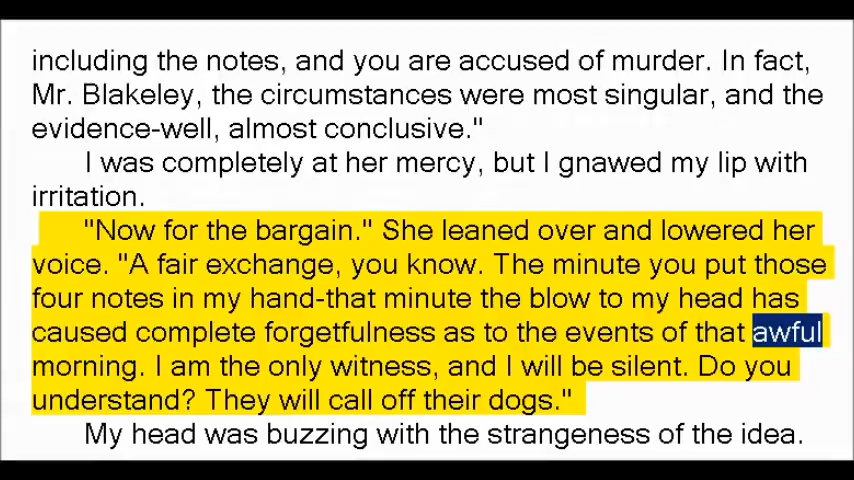 including the notes, and you are accused of murder. In fact,
Mr. Blakeley, the circumstances were most singular, and the
evidence-well, almost conclusive."
I was completely at her mercy, but I gnawed my lip with
irritation.
"Now for the bargain." She leaned over and lowered her
voice. "A fair exchange, you know. The minute you put those
four notes in my hand-that minute the blow to my head has
caused complete forgetfulness as to the events of that awful
morning. I am the only witness, and I will be silent. Do you
understand? They will call off their dogs."
My head was buzzing with the strangeness of the idea.